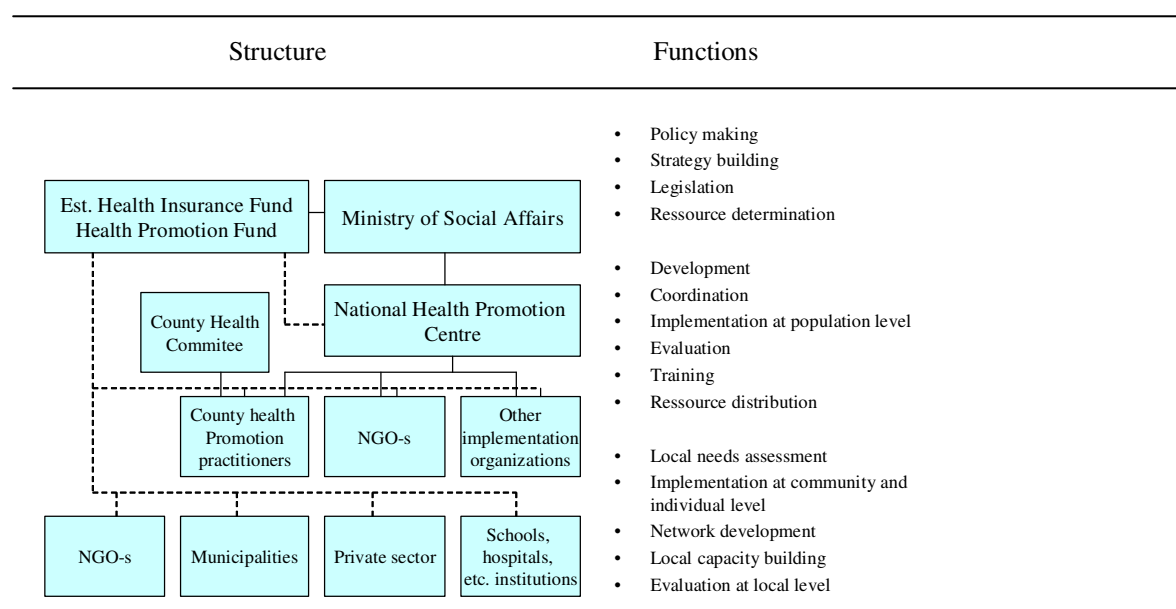 Structure
Functions
Est. Health Insurance Fund
Health Promotion Fund
Ministry of Social Affairs
County Health
Commitee
National Health Promotion
Centre
County health
Promotion
practitioners
NGO-s
Other
implementation
organizations
NGO-s
Municipalities
Private sector
Schools,
hospitals,
etc. institutions
• Policy making
• Strategy building
• Legislation
• Ressource determination
• Development
• Coordination
• Implementation at population level
• Evaluation
• Training
• Ressource distribution
• Local needs assessment
• Implementation at community and
individual level
• Network development
• Local capacity building
• Evaluation at local level